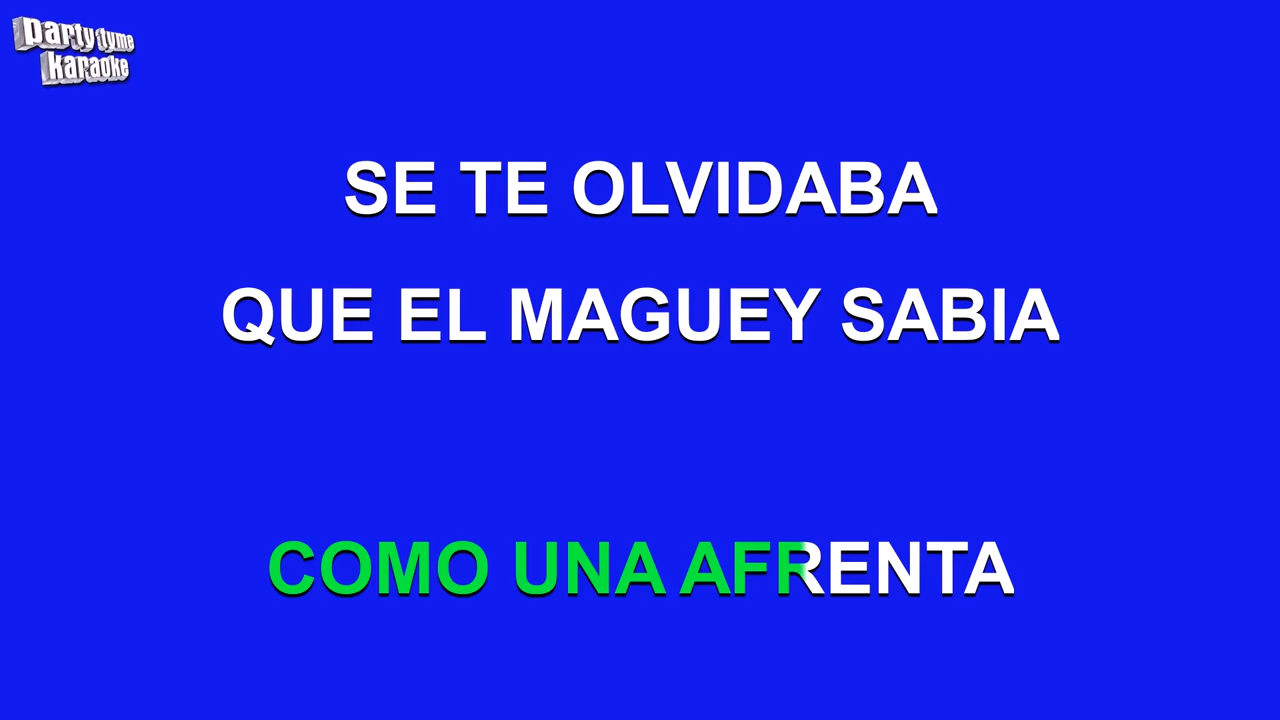 party tyme
karaoke
SE TE OLVIDABA
QUE EL MAGUEY SABIA
COMO UNA AFRENTA